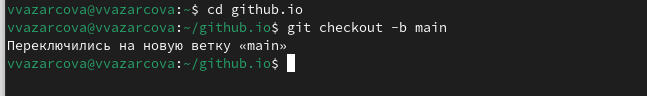 vvazarcova@vvazarcova:~$ cd github.io
vvazarcova@vvazarcova:~/github.io$ git checkout -b main
Переключились на новую ветку «main»
vvazarcova@vvazarcova:~/github.io$